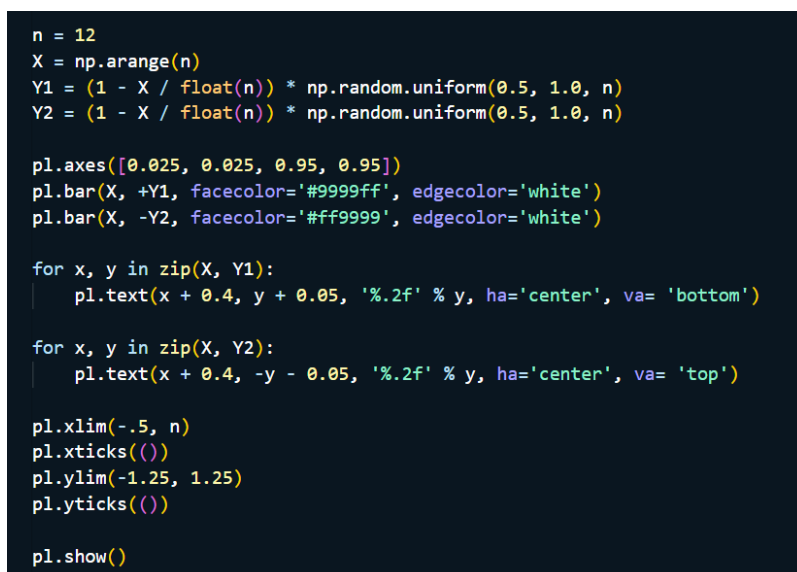 n = 12
X = np.arange(n)
Y1 = (1 - X / float(n)) * np.random.uniform(0.5, 1.0, n)
Y2 = (1 - X / float(n)) * np.random.uniform(0.5, 1.0, n)

pl.axes([0.025, 0.025, 0.95, 0.95])
pl.bar(X, +Y1, facecolor='#9999ff', edgecolor='white')
pl.bar(X, -Y2, facecolor='#ff9999', edgecolor='white')

for x, y in zip(X, Y1):
    pl.text(x + 0.4, y + 0.05, '%.2f' % y, ha='center', va= 'bottom')

for x, y in zip(X, Y2):
    pl.text(x + 0.4, -y - 0.05, '%.2f' % y, ha='center', va= 'top')

pl.xlim(-.5, n)
pl.xticks(())
pl.ylim(-1.25, 1.25)
pl.yticks(())

pl.show()